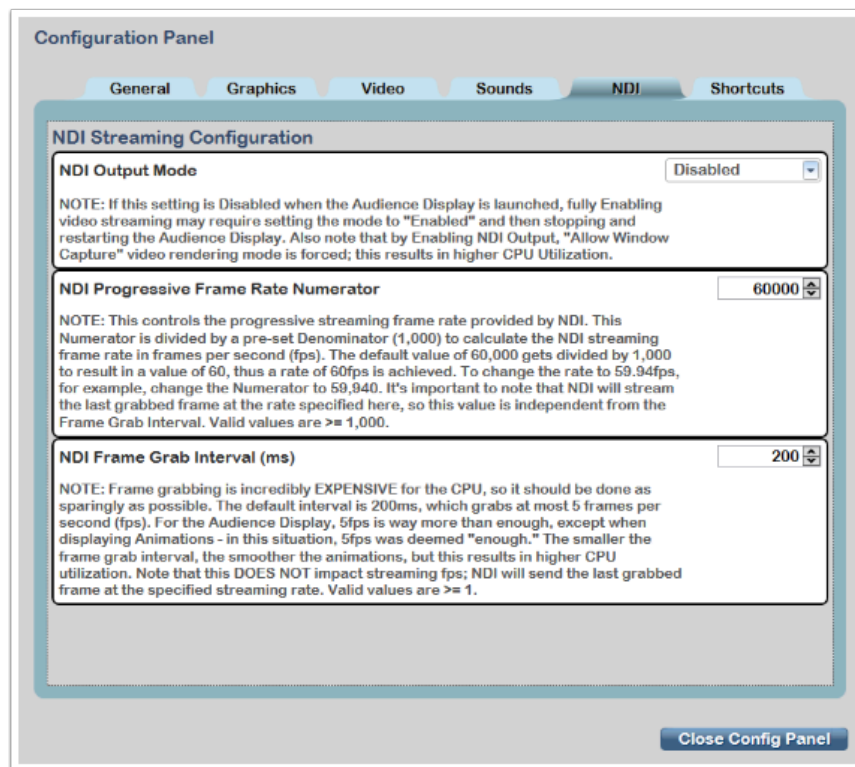 Configuration Panel
General Graphics Video Sounds NDI Shortcuts
NDI Streaming Configuration
NDI Output Mode Disabled
NOTE: If this setting is Disabled when the Audience Display is launched, fully Enabling
video streaming may require setting the mode to "Enabled" and then stopping and
restarting the Audience Display. Also note that by Enabling NDI Output, "Allow Window
Capture" video rendering mode is forced; this results in higher CPU Utilization.
NDI Progressive Frame Rate Numerator 60000
NOTE: This controls the progressive streaming frame rate provided by NDI. This
Numerator is divided by a pre-set Denominator (1,000) to calculate the NDI streaming
frame rate in frames per second (fps). The default value of 60,000 gets divided by 1,000
to result in a value of 60, thus a rate of 60fps is achieved. To change the rate to 59.94fps,
for example, change the Numerator to 59,940. It's important to note that NDI will stream
the last grabbed frame at the rate specified here, so this value is independent from the
Frame Grab Interval. Valid values are >= 1,000.
NDI Frame Grab Interval (ms) 200
NOTE: Frame grabbing is incredibly EXPENSIVE for the CPU, so it should be done as
sparingly as possible. The default interval is 200ms, which grabs at most 5 frames per
second (fps). For the Audience Display, 5fps is way more than enough, except when
displaying Animations - in this situation, 5fps was deemed "enough." The smaller the
frame grab interval, the smoother the animations, but this results in higher CPU
utilization. Note that this DOES NOT impact streaming fps; NDI will send the last grabbed
frame at the specified streaming rate. Valid values are >= 1.
Close Config Panel